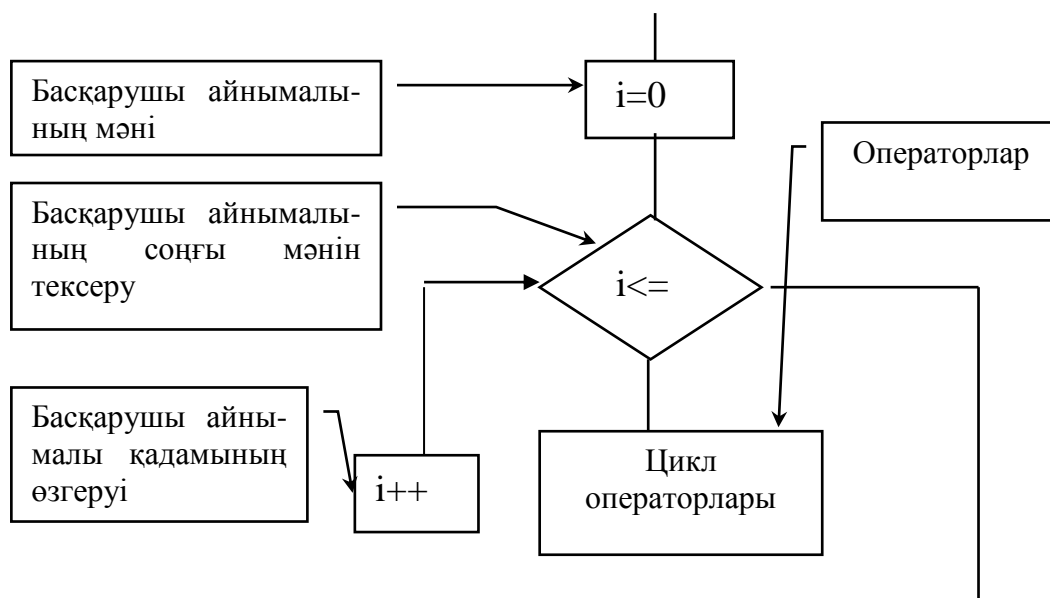 Басқарушы айнымалы-
ның мәні
i=0
Операторлар
Басқарушы айнымалы-
ның соңғы мәнін
тексеру
i<=
Басқарушы айны-
малы қадамының
өзгеруі
i++
Цикл
операторлары